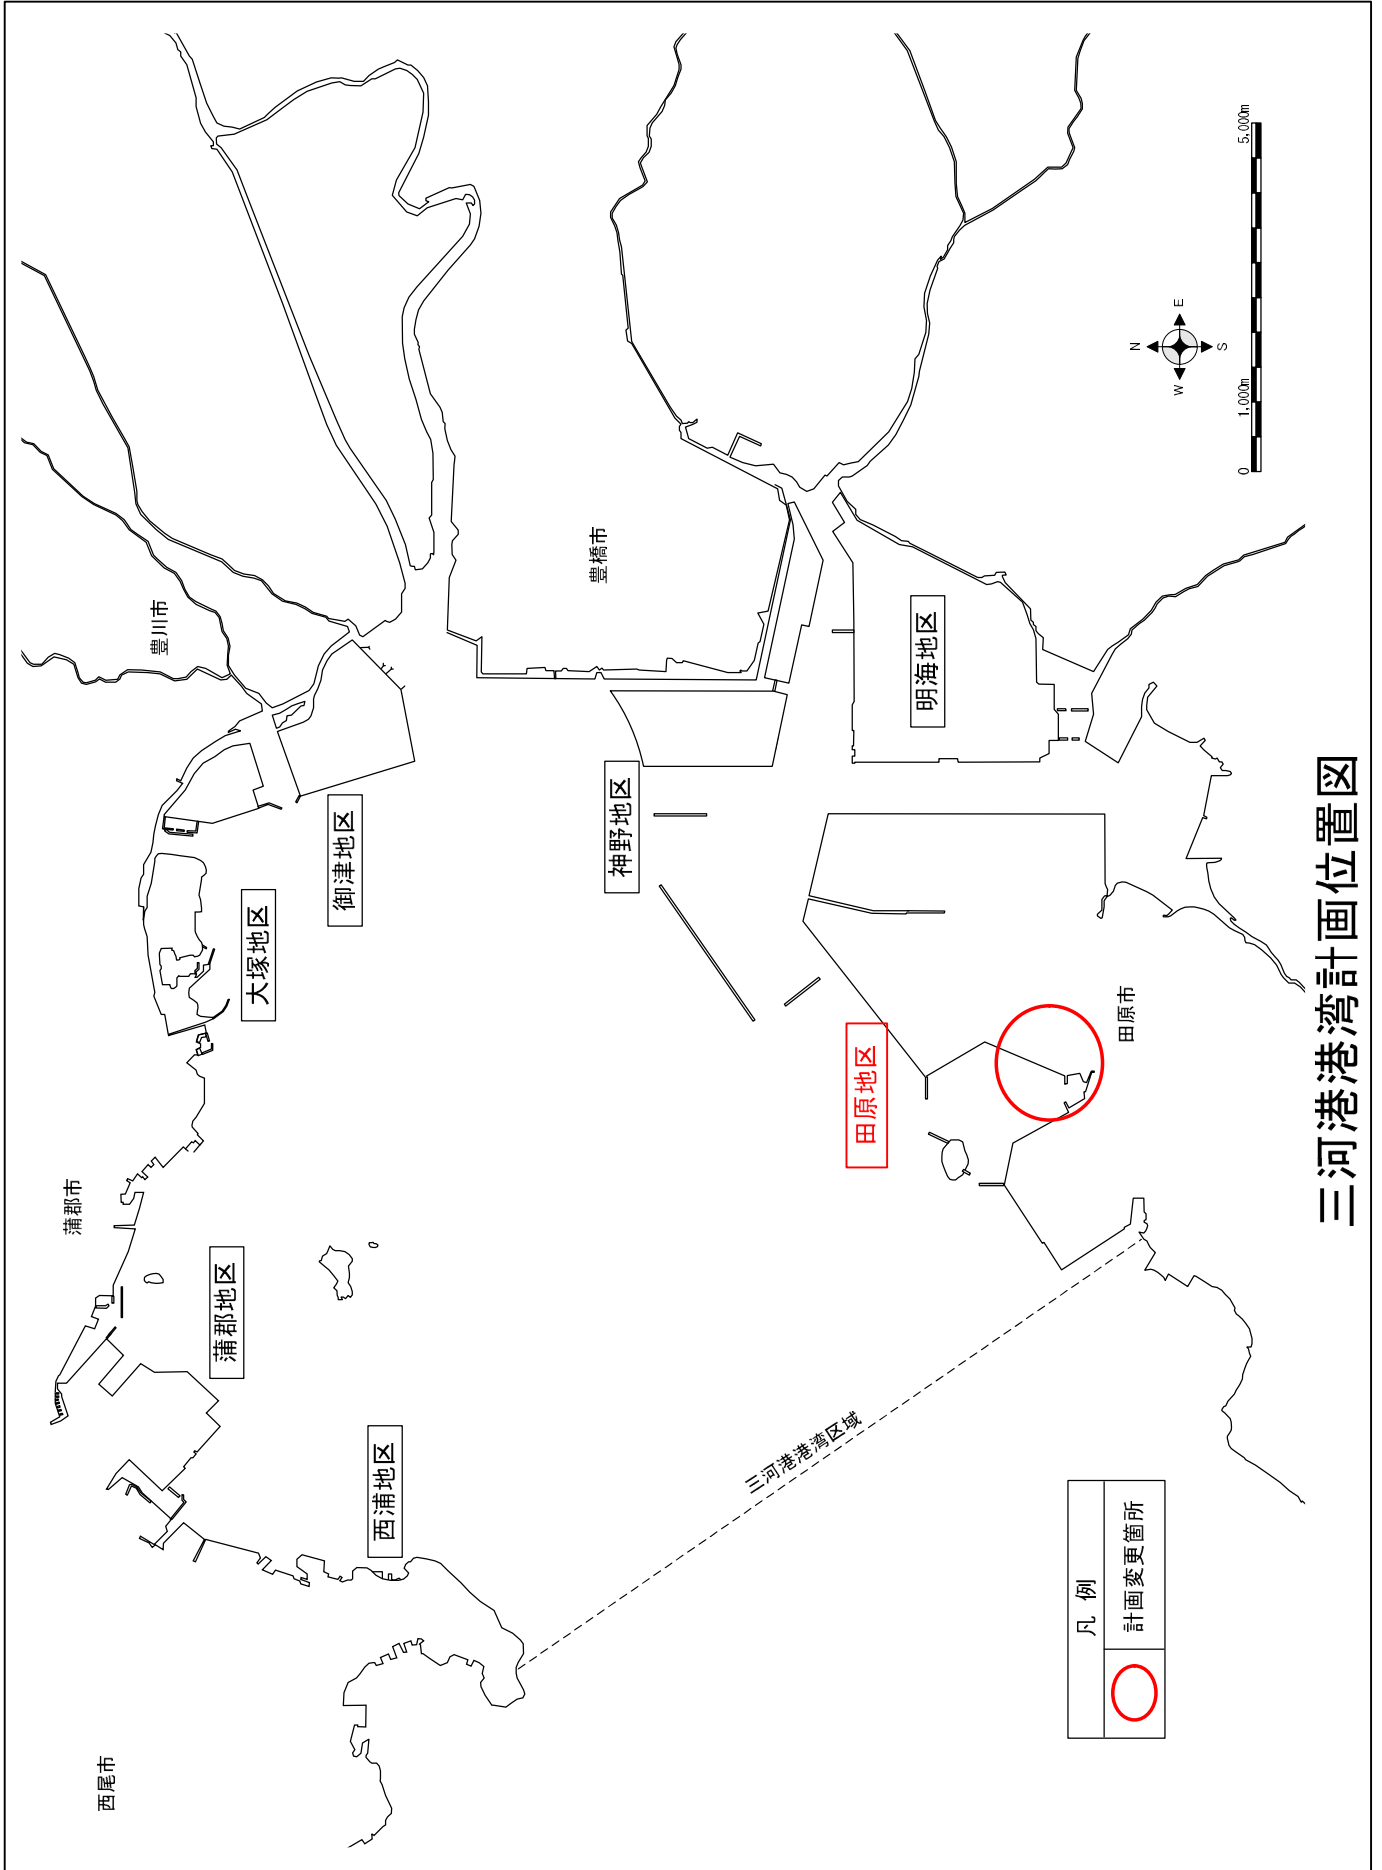 西尾市
蒲郡市
豊川市
豊橋市
田原市
西浦地区
蒲郡地区
大塚地区
御津地区
神野地区
明海地区
田原地区
三河港港湾区域
N
W
E
S
0
1,000m
5,000m
凡 例
計画変更箇所
三河港港湾計画位置図